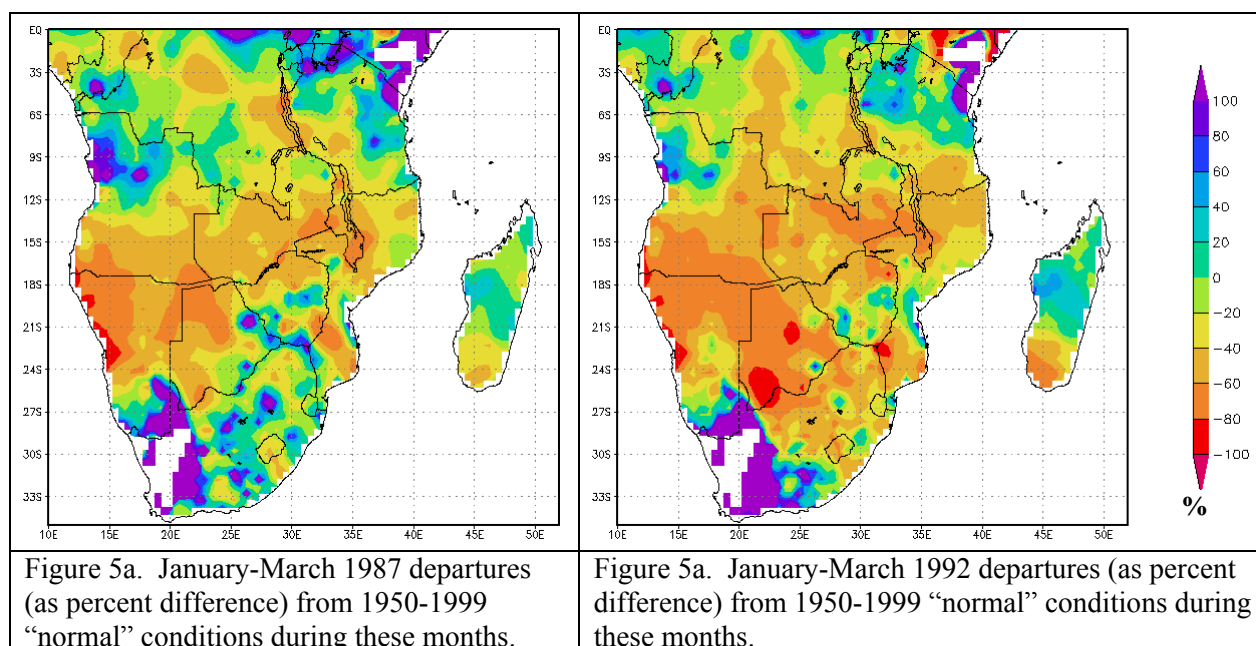 EQ
3S
6S
9S
12S
15S
18S
21S
24S
27S
30S
33S
10E 15E 20E 25E 30E 35E 40E 45E 50E
EQ
3S
6S
9S
12S
15S
18S
21S
24S
27S
30S
33S
10E 15E 20E 25E 30E 35E 40E 45E 50E
100
80
60
40
20
0
-20
-40
-60
-80
-100
%
Figure 5a. January-March 1987 departures
(as percent difference) from 1950-1999
“normal” conditions during these months.
Figure 5a. January-March 1992 departures (as percent
difference) from 1950-1999 “normal” conditions during
these months.